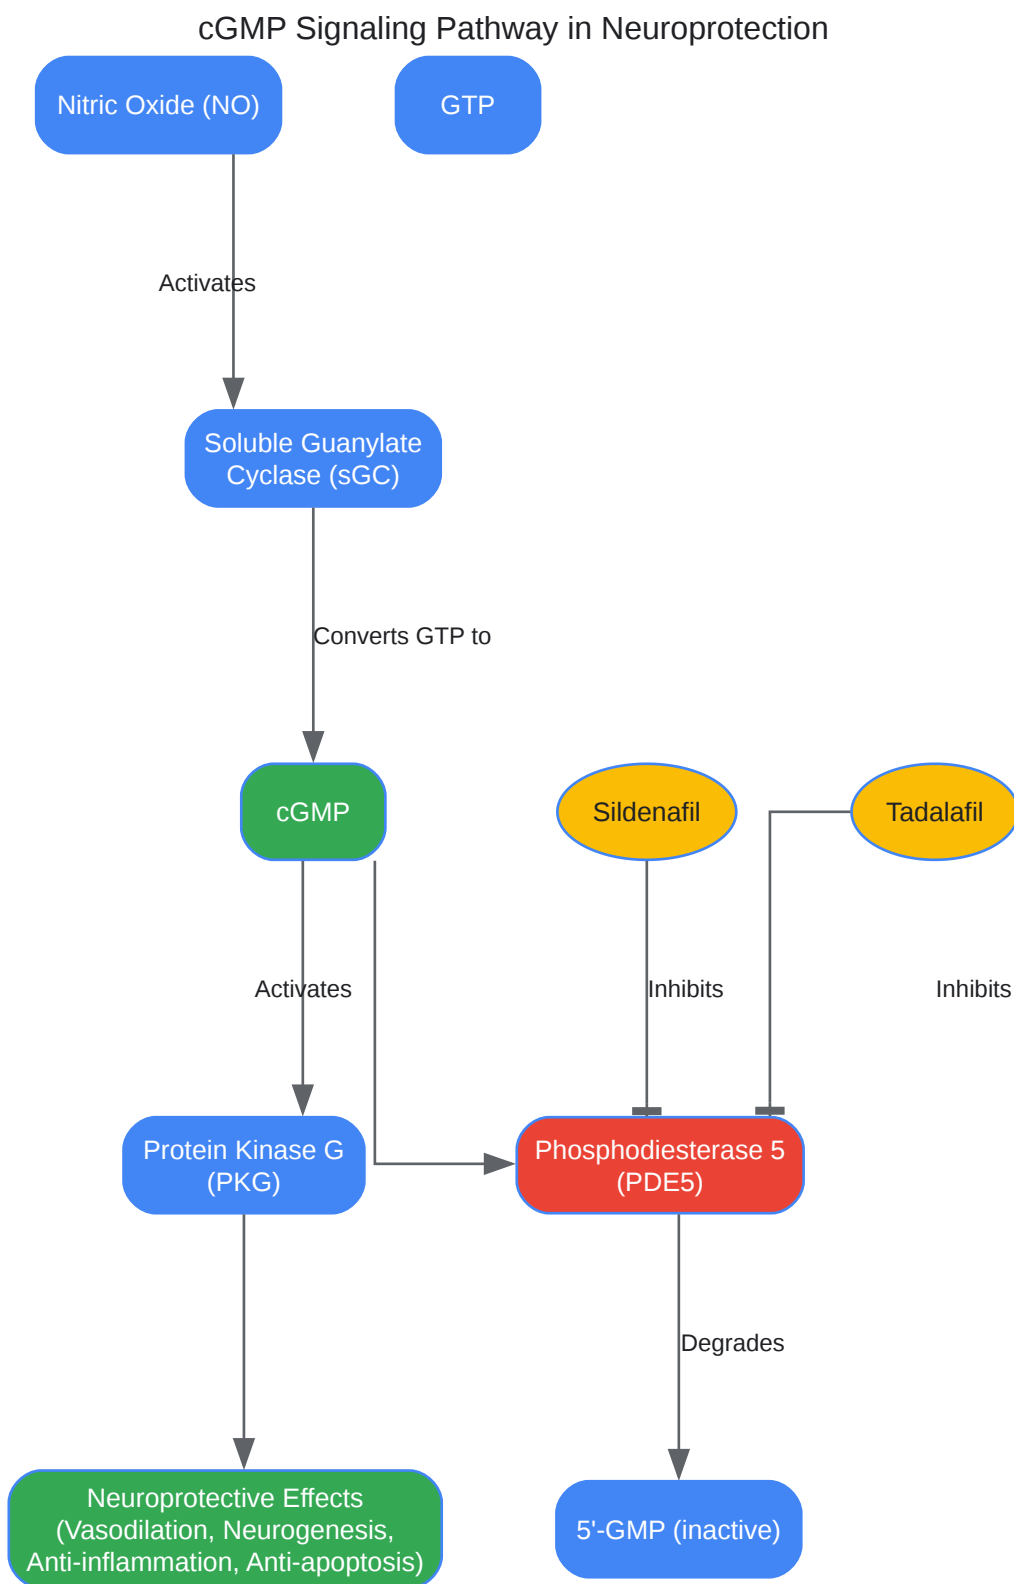 cGMP Signaling Pathway in Neuroprotection
Nitric Oxide (NO)
GTP
Activates
Soluble Guanylate
Cyclase (sGC)
Converts GTP to
cGMP
Sildenafil
Tadalafil
Activates
Inhibits
Inhibits
Protein Kinase G
(PKG)
Phosphodiesterase 5
(PDE5)
Degrades
Neuroprotective Effects
(Vasodilation, Neurogenesis,
Anti-inflammation, Anti-apoptosis)
5'-GMP (inactive)